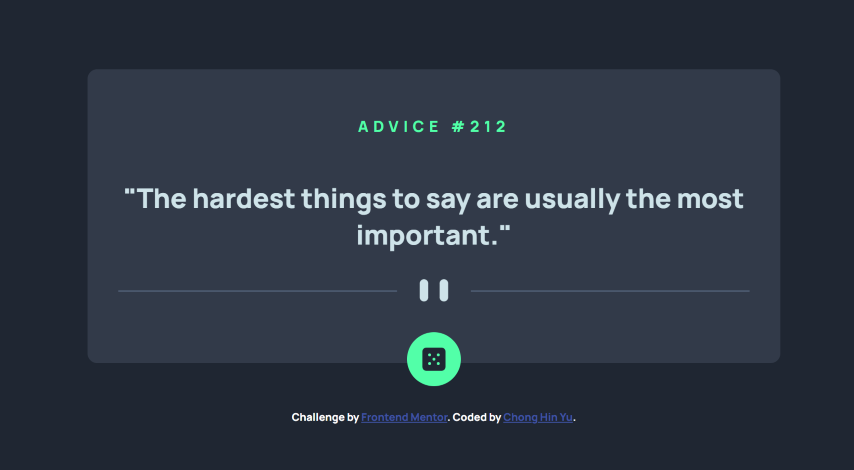 ADVICE #212
"The hardest things to say are usually the most
important."
Challenge by Frontend Mentor. Coded by Chong Hin Yu.